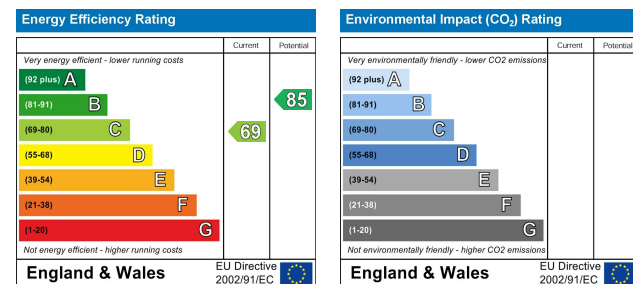 Energy Efficiency Rating
Current Potential
Very energy efficient - lower running costs
(92 plus) A
(81-91) B
85
(69-80) C
69
(55-68) D
(39-54) E
(21-38) F
(1-20) G
Not energy efficient - higher running costs
England & Wales
EU Directive
2002/91/EC
Environmental Impact (CO₂) Rating
Current Potential
Very environmentally friendly - lower CO2 emissions
(92 plus) A
(81-91) B
(69-80) C
(55-68) D
(39-54) E
(21-38) F
(1-20) G
Not environmentally friendly - higher CO2 emissions
England & Wales
EU Directive
2002/91/EC